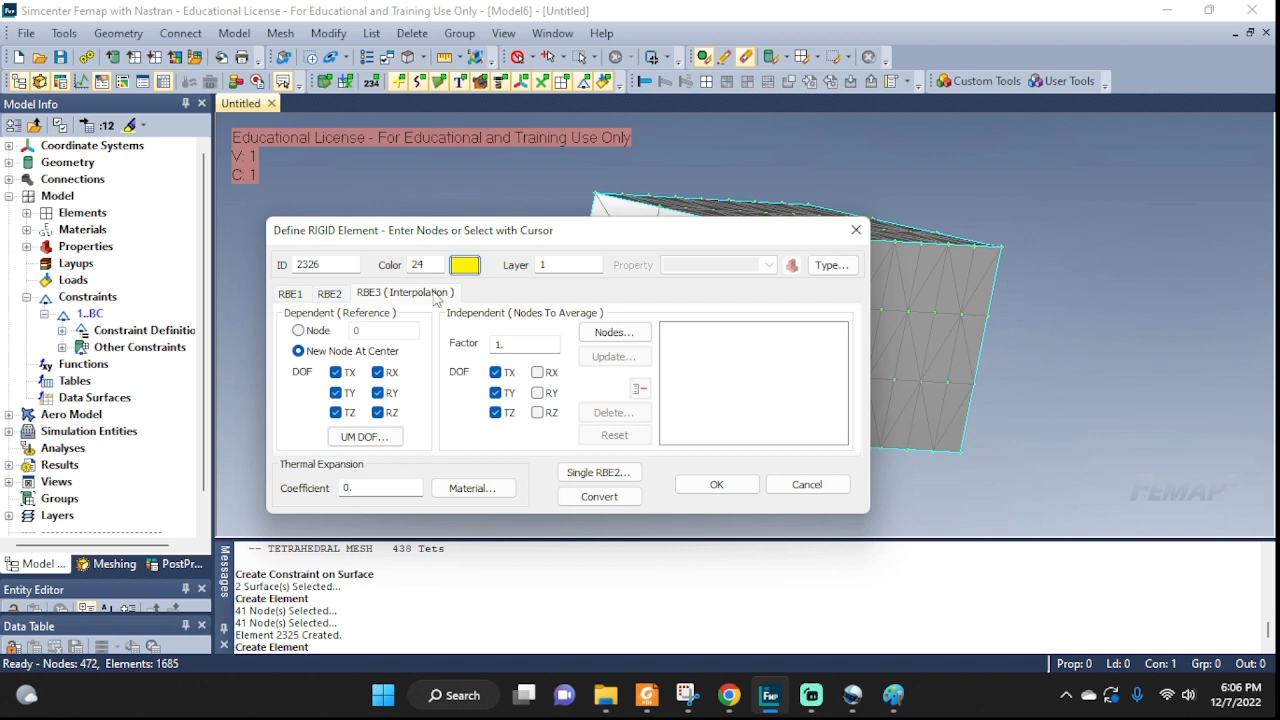 Simcenter Femap with Nastran - Educational License - For Educational and Training Use Only - [Model6] - [Untitled]
File Tools Geometry Connect Model Mesh Modify List Delete Group View Window Help
234
Custom Tools User Tools
Model Info
Untitled
:12
Educational License - For Educational and Training Use Only
V: 1
C: 1
Coordinate Systems
Geometry
Connections
Model
Elements
Materials
Properties
Layups
Loads
Constraints
1..BC
Constraint Definitio
Other Constraints
Functions
Tables
Data Surfaces
Aero Model
Simulation Entities
Analyses
Results
Views
Groups
Layers
Model ... Meshing PostPr...
Entity Editor
Data Table
Define RIGID Element - Enter Nodes or Select with Cursor
ID 2326 Color 24 Layer 1 Property Type...
RBE1 RBE2 RBE3 ( Interpolation )
Dependent ( Reference ) Independent ( Nodes To Average )
Node 0
New Node At Center
DOF TX RX
TY RY
TZ RZ
UM DOF...
Factor 1.
DOF TX RX
TY RY
TZ RZ
Nodes...
Update...
Delete...
Reset
Thermal Expansion
Coefficient 0. Material...
Single RBE2...
Convert
OK Cancel
FEMAP
Messages
-- TETRAHEDRAL MESH 438 Tets
Create Constraint on Surface
2 Surface(s) Selected...
Create Element
41 Node(s) Selected...
41 Node(s) Selected...
Element 2325 Created.
Create Element
Ready - Nodes: 472, Elements: 1685
Prop: 0 Ld: 0 Con: 1 Grp: 0 Out: 0
Search
6:06 PM
12/7/2022